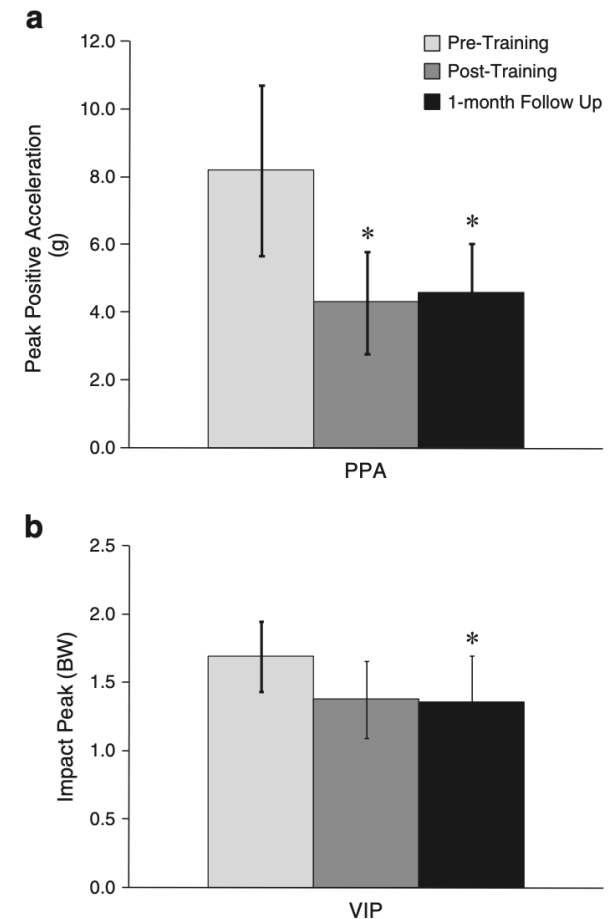 a
12.0
10.0
8.0
6.0
4.0
2.0
0.0
Peak Positive Acceleration
(g)
Pre-Training
Post-Training
1-month Follow Up
*
*
PPA
b
2.5
2.0
1.5
1.0
0.5
0.0
Impact Peak (BW)
*
VIP